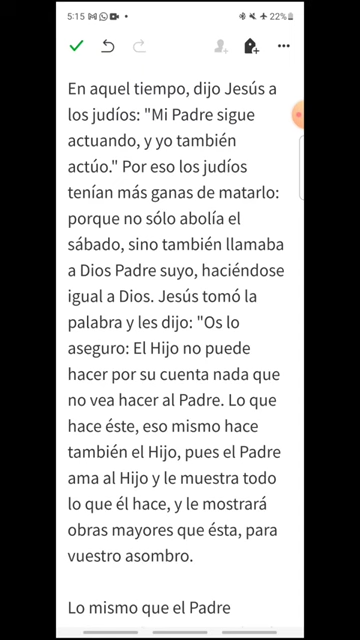 5:15
22%
En aquel tiempo, dijo Jesús a
los judíos: "Mi Padre sigue
actuando, y yo también
actúo." Por eso los judíos
tenían más ganas de matarlo:
porque no sólo abolía el
sábado, sino también llamaba
a Dios Padre suyo, haciéndose
igual a Dios. Jesús tomó la
palabra y les dijo: "Os lo
aseguro: El Hijo no puede
hacer por su cuenta nada que
no vea hacer al Padre. Lo que
hace éste, eso mismo hace
también el Hijo, pues el Padre
ama al Hijo y le muestra todo
lo que él hace, y le mostrará
obras mayores que ésta, para
vuestro asombro.
Lo mismo que el Padre